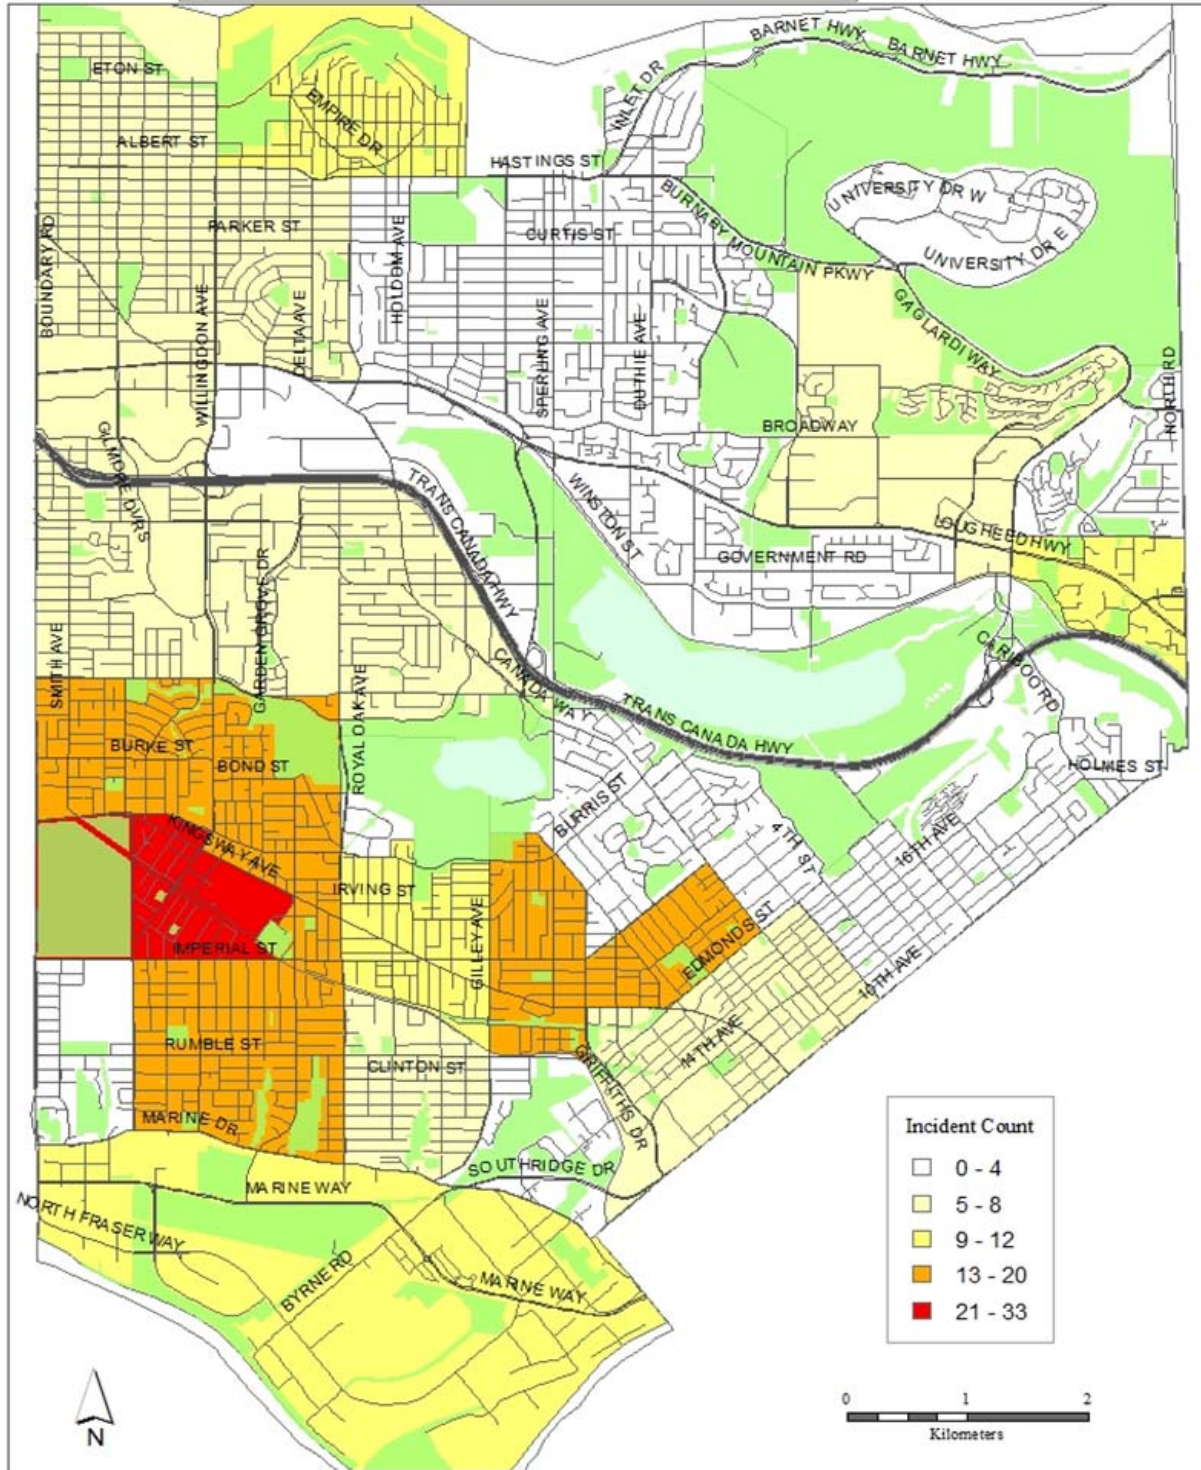 BARNET HWY
BARNET HWY
ETON ST
INLET DR
EMPIRE DR
ALBERT ST
HASTINGS ST
UNIVERSITY DR W
BURNABY MOUNTAIN PKWY
PARKER ST
CURTIS ST
UNIVERSITY DR E
BOUNDARY RD
HOLDOM AVE
WILLINGDON AVE
DELTA AVE
SPERLING AVE
DUTHIE AVE
GAGLARDI WAY
NORTH RD
BROADWAY
GILMORE DVRS
TRANS CANADA HWY
WINSTON ST
LOUGHEED HWY
GOVERNMENT RD
GARDEN GROVE DR
SMITH AVE
ROYAL OAK AVE
CANADA WAY
CARIBOO RD
TRANS CANADA HWY
BURKE ST
BOND ST
HOLMES ST
BURRIS ST
KINGSWAY AVE
4TH ST
16TH AVE
IRVING ST
GILLEY AVE
IMPERIAL ST
EDMONDS ST
10TH AVE
RUMBLE ST
14TH AVE
CLINTON ST
GRIFFITHS DR
MARINE DR
SOUTHRIDGE DR
MARINE WAY
NORTH FRASER WAY
BYRNE RD
MARINE WAY
Incident Count
0 - 4
5 - 8
9 - 12
13 - 20
21 - 33
N
0 1 2
Kilometers